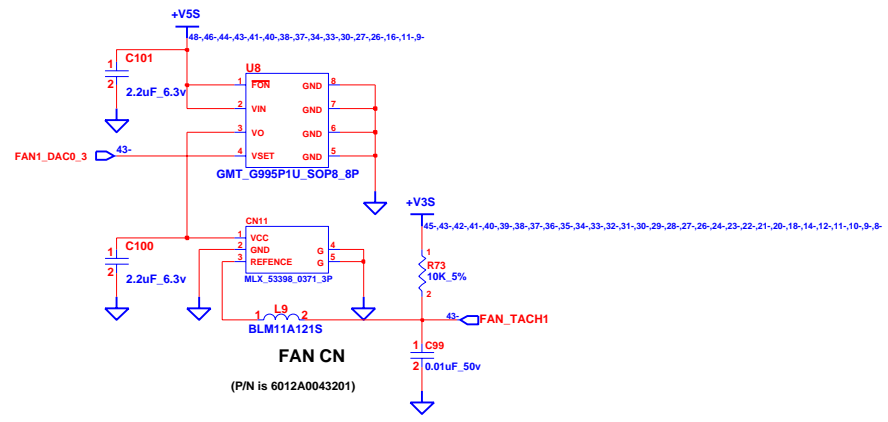 +V5S
48-,46-,44-,43-,41-,40-,38-,37-,34-,33-,30-,27-,26-,16-,11-,9-
1 C101
2
2.2uF_6.3v
U8
1 FON GND 8
2 VIN GND 7
3 VO GND 6
4 VSET GND 5
GMT_G995P1U_SOP8_8P
FAN1_DAC0_3 43-
+V3S
45-,43-,42-,41-,40-,39-,38-,37-,36-,35-,34-,33-,32-,31-,30-,29-,28-,27-,26-,24-,23-,22-,21-,20-,18-,14-,12-,11-,10-,9-,8-
CN11
1 VCC
2 GND G 4
3 REFENCE G 5
MLX_53398_0371_3P
1 C100
2
2.2uF_6.3v
1
R73
10K_5%
2
1 L9 2
BLM11A121S
43- FAN_TACH1
1 C99
2 0.01uF_50v
FAN CN
(P/N is 6012A0043201)